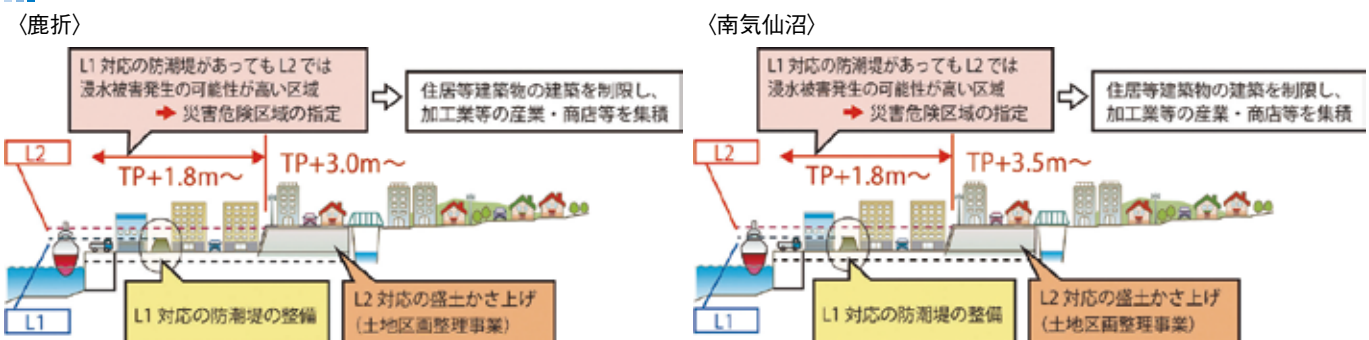 〈鹿折〉
L1 対応の防潮堤があっても L2 では
浸水被害発生の可能性が高い区域
➔ 災害危険区域の指定
住居等建築物の建築を制限し、
加工業等の産業・商店等を集積
L2
TP+1.8m～
TP+3.0m～
L1
L1 対応の防潮堤の整備
L2 対応の盛土かさ上げ
（土地区画整理事業）
〈南気仙沼〉
L1 対応の防潮堤があっても L2 では
浸水被害発生の可能性が高い区域
➔ 災害危険区域の指定
住居等建築物の建築を制限し、
加工業等の産業・商店等を集積
L2
TP+1.8m～
TP+3.5m～
L1
L1 対応の防潮堤の整備
L2 対応の盛土かさ上げ
（土地区画整理事業）